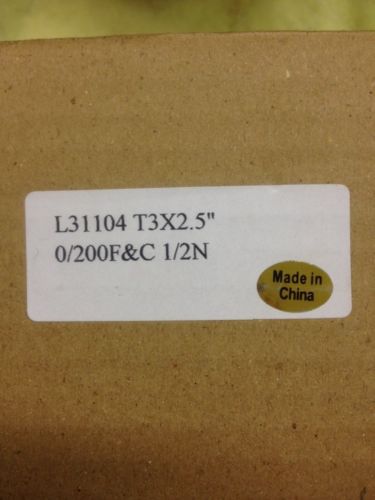 L31104 T3X2.5"
0/200F&C 1/2N
Made in
China